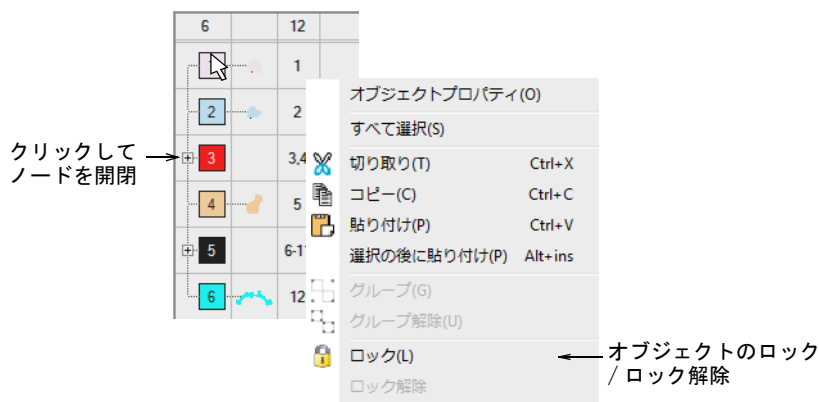 6 12
1 1
2 2
3 3,4
4 5
5 6-1
6 12
クリックして
ノードを開閉
オブジェクトプロパティ(O)
すべて選択(S)
切り取り(T) Ctrl+X
コピー(C) Ctrl+C
貼り付け(P) Ctrl+V
選択の後に貼り付け(P) Alt+ins
グループ(G)
グループ解除(U)
ロック(L)
ロック解除
オブジェクトのロック
/ ロック解除